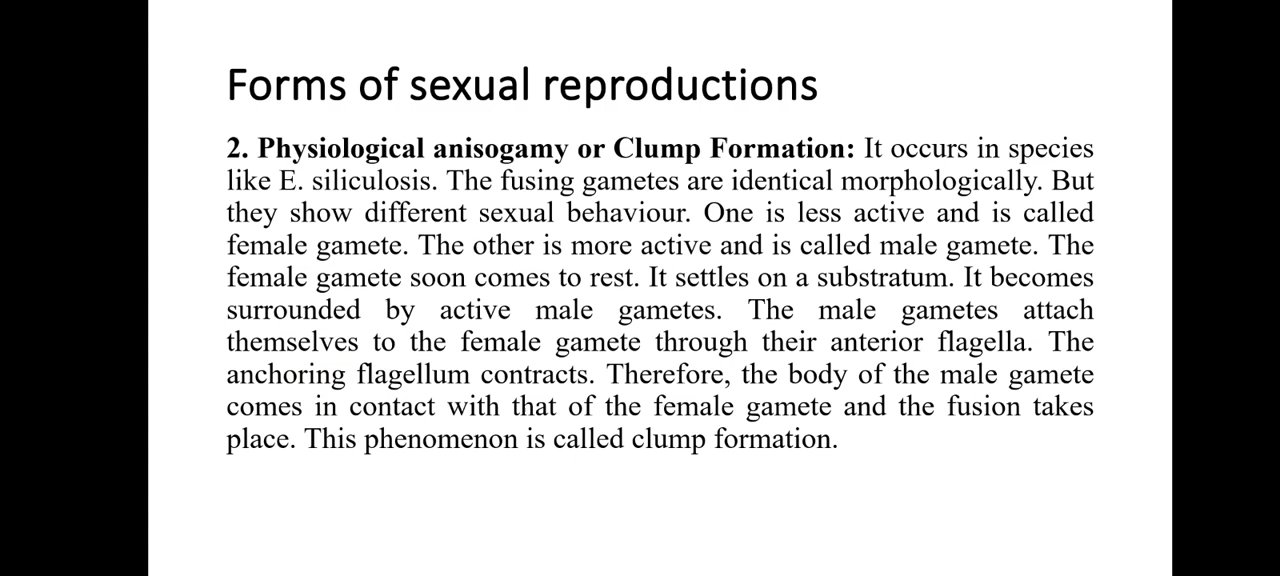 Forms of sexual reproductions
2. Physiological anisogamy or Clump Formation: It occurs in species
like E. siliculosis. The fusing gametes are identical morphologically. But
they show different sexual behaviour. One is less active and is called
female gamete. The other is more active and is called male gamete. The
female gamete soon comes to rest. It settles on a substratum. It becomes
surrounded by active male gametes. The male gametes attach
themselves to the female gamete through their anterior flagella. The
anchoring flagellum contracts. Therefore, the body of the male gamete
comes in contact with that of the female gamete and the fusion takes
place. This phenomenon is called clump formation.